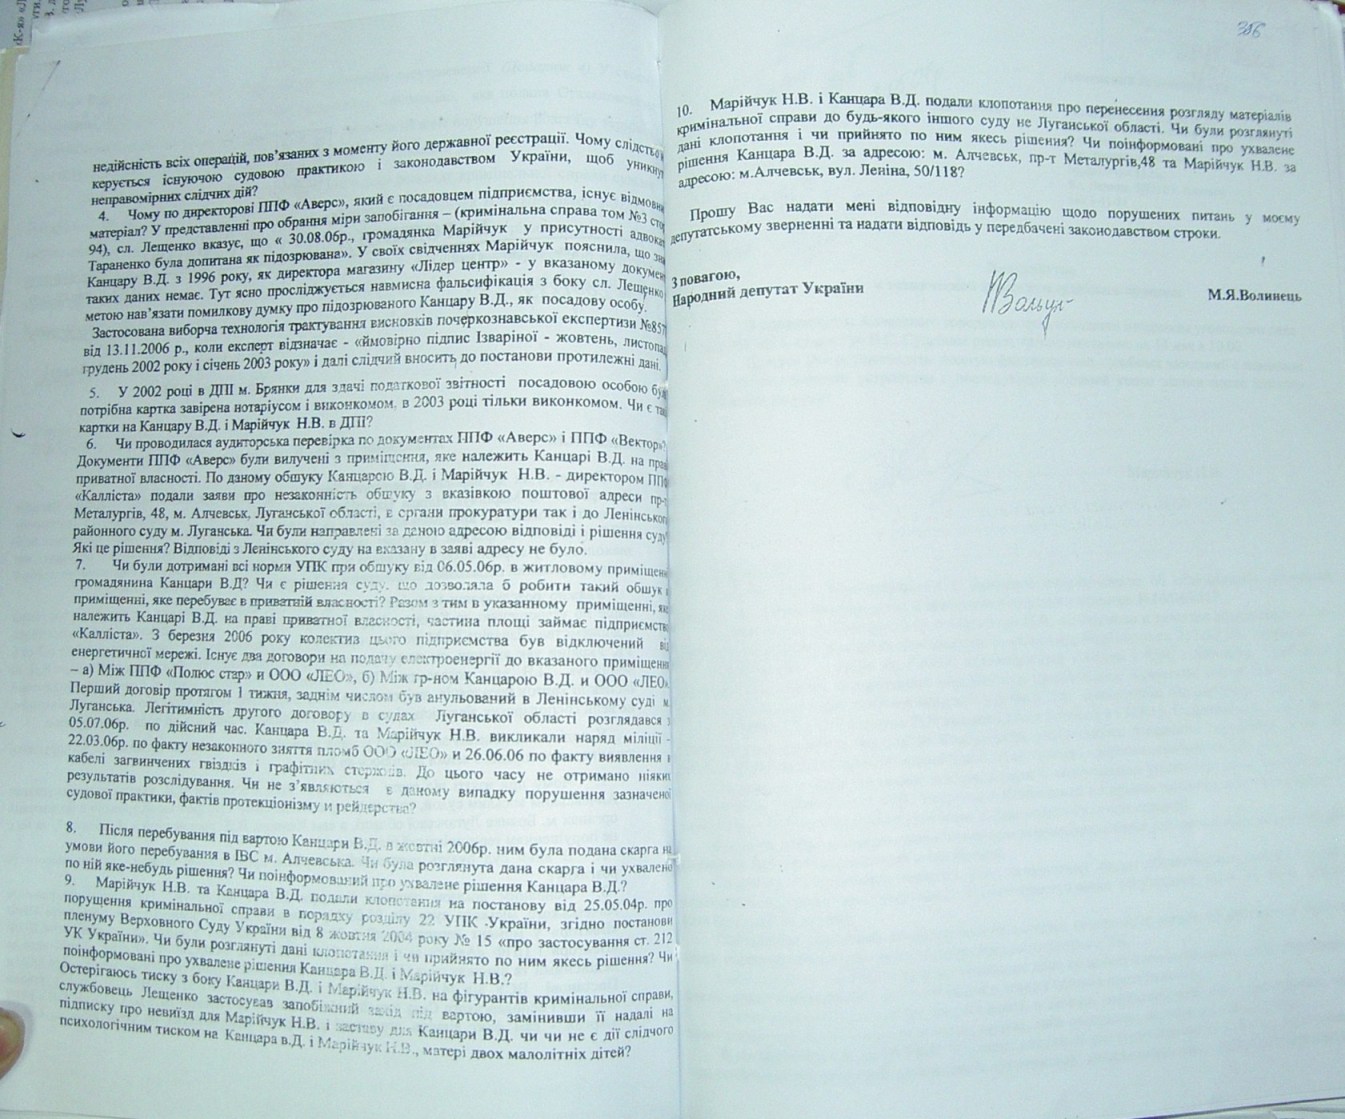 386
недійсність всіх операцій, пов’язаних з моменту його державної реєстрації. Чому слідство
керується існуючою судовою практикою і законодавством України, щоб уникнут
неправомірних слідчих дій?
4. Чому по директорові ППФ «Аверс», який є посадовцем підприємства, існує відмовни
матеріал? У представленні про обрання міри запобігання – (кримінальна справа том №3 стор
94), сл. Лещенко вказує, що « 30.08.06р., громадянка Марійчук у присутності адвока
Тараненко була допитана як підозрювана». У своїх свідченнях Марійчук пояснила, що зна
Канцару В.Д. з 1996 року, як директора магазину «Лідер центр» - у вказаному докумен
таких даних немає. Тут ясно просліджується навмисна фальсифікація з боку сл. Лещенко
метою нав’язати помилкову думку про підозрюваного Канцару В.Д., як посадову особу.
Застосована виборча технологія трактування висновків почеркознавської експертизи №857
від 13.11.2006 р., коли експерт відзначає - «ймовірно підпис Ізваріної - жовтень, листопад
грудень 2002 року і січень 2003 року» і далі слідчий вносить до постанови протилежні дані.
5. У 2002 році в ДПІ м. Брянки для здачі податкової звітності посадовою особою бул
потрібна картка завірена нотаріусом і виконкомом, в 2003 році тільки виконкомом. Чи є так
картки на Канцару В.Д. і Марійчук Н.В. в ДПІ?
6. Чи проводилася аудиторська перевірка по документах ППФ «Аверс» і ППФ «Вектор»?
Документи ППФ «Аверс» були вилучені з приміщення, яке належить Канцарі В.Д. на прав
приватної власності. По даному обшуку Канцарою В.Д. і Марійчук Н.В. - директором ППФ
«Калліста» подали заяви про незаконність обшуку з вказівкою поштової адреси пр-т
Металургів, 48, м. Алчевськ, Луганської області, в органи прокуратури так і до Ленінського
районного суду м. Луганська. Чи були направлені за даною адресою відповіді і рішення суду
Які це рішення? Відповіді з Ленінського суду на вказану в заяві адресу не було.
7. Чи були дотримані всі норми УПК при обшуку від 06.05.06р. в житловому приміщен
громадянина Канцари В.Д? Чи є рішення суду, що дозволяла б робити такий обшук в
приміщенні, яке перебуває в приватній власності? Разом з тим в указанному приміщенні, як
належить Канцарі В.Д. на праві приватної власності, частина площі займає підприємств
«Калліста». З березня 2006 року колектив цього підприємства був відключений від
енергетичної мережі. Існує два договори на подачу електроенергії до вказаного приміщенн
– а) Між ППФ «Полюс стар» и ООО «ЛЕО», б) Між гр-ном Канцарою В.Д. и ООО «ЛЕО»
Перший договір протягом 1 тижня, заднім числом був анульований в Ленінському суді м
Луганська. Легітимність другого договору в судах Луганської області розглядався з
05.07.06р. по дійсний час. Канцара В.Д. та Марійчук Н.В. викликали наряд міліції -
22.03.06р. по факту незаконного зняття пломб ООО «ЛЕО» и 26.06.06 по факту виявлення в
кабелі загвинчених гвіздків і графітних стержнів. До цього часу не отримано ніяких
результатів розслідування. Чи не з’являються в даному випадку порушення зазначеної
судової практики, фактів протекціонізму и рейдерства?
8. Після перебування під вартою Канцари В.Д. в жовтні 2006р. ним була подана скарга на
умови його перебування в ІВС м. Алчевська. Чи була розглянута дана скарга і чи ухвалено
по ній яке-небудь рішення? Чи поінформований про ухвалене рішення Канцара В.Д.?
9. Марійчук Н.В. та Канцара В.Д. подали клопотання на постанову від 25.05.04р. про
порущення кримінальної справи в порядку розділу 22 УПК України, згідно постанови
пленуму Верховного Суду України від 8 жовтня 2004 року № 15 «про застосування ст. 212
УК України». Чи були розглянуті дані клопотання і чи прийнято по ним якесь рішення? Чи
поінформовані про ухвалене рішення Канцара В.Д. і Марійчук Н.В.?
Остерігаюсь тиску з боку Канцари В.Д. і Марійчук Н.В. на фігурантів кримінальної справи,
службовець Лещенко застосував запобіжний захід під вартою, замінивши її надалі на
підписку про невиїзд для Марійчук Н.В. і заставу для Канцари В.Д. чи чи не є дії слідчого
психологічним тиском на Канцара в.Д. і Марійчук Н.В., матері двох малолітніх дітей?
10. Марійчук Н.В. і Канцара В.Д. подали клопотання про перенесення розгляду матеріалів
кримінальної справи до будь-якого іншого суду не Луганської області. Чи були розглянуті
дані клопотання і чи прийнято по ним якесь рішення? Чи поінформовані про ухвалене
рішення Канцара В.Д. за адресою: м. Алчевськ, пр-т Металургів,48 та Марійчук Н.В. за
адресою: м.Алчевськ, вул. Леніна, 50/118?
Прошу Вас надати мені відповідну інформацію щодо порушених питань у моєму
депутатському зверненні та надати відповідь у передбачені законодавством строки.
З повагою,
Народний депутат України М.Я.Волинець